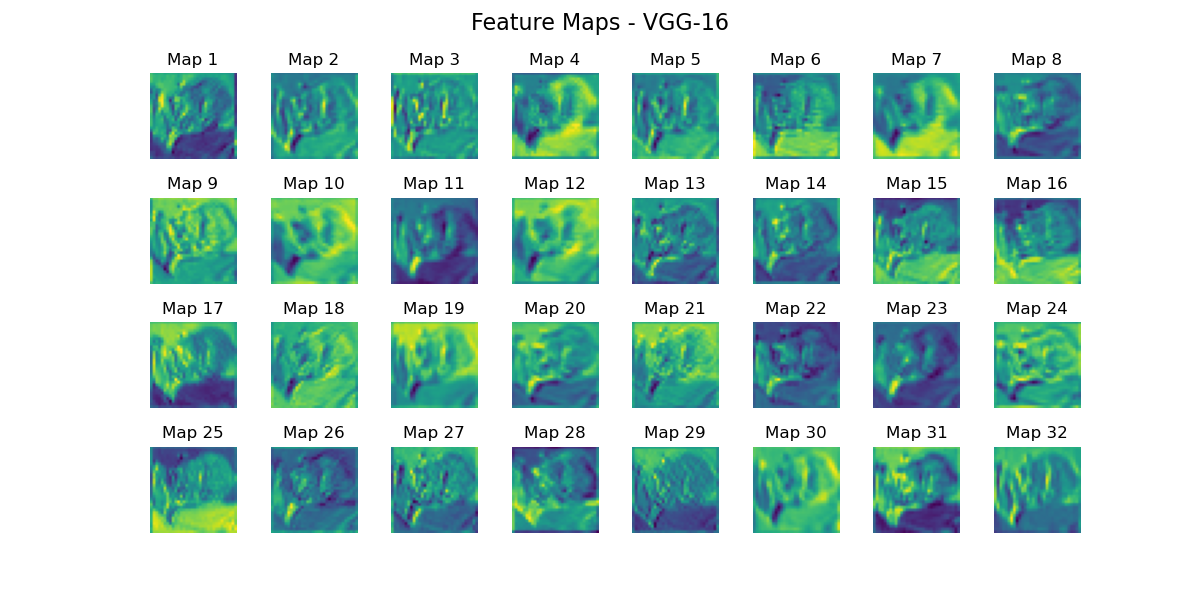 Feature Maps - VGG-16
Map 1 Map 2 Map 3 Map 4 Map 5 Map 6 Map 7 Map 8
Map 9 Map 10 Map 11 Map 12 Map 13 Map 14 Map 15 Map 16
Map 17 Map 18 Map 19 Map 20 Map 21 Map 22 Map 23 Map 24
Map 25 Map 26 Map 27 Map 28 Map 29 Map 30 Map 31 Map 32